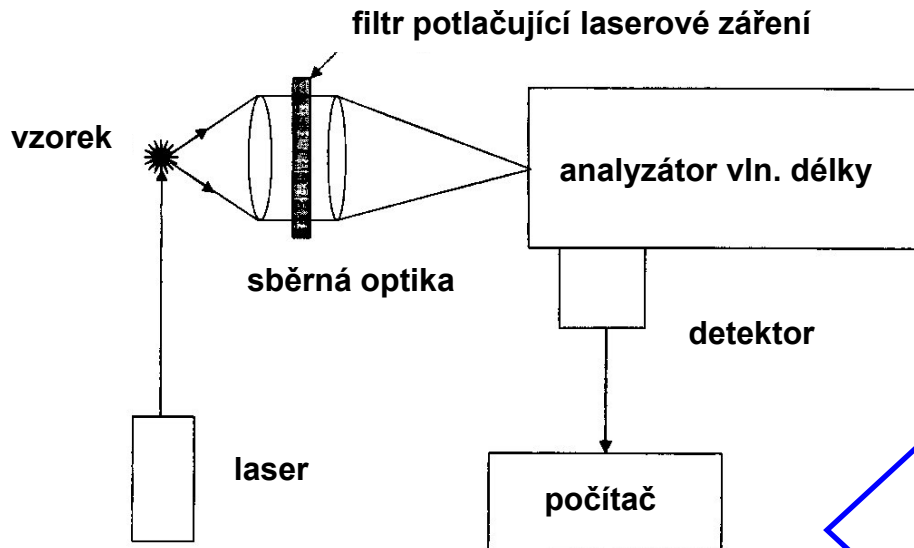 filtr potlačující laserové záření
vzorek
analyzátor vln. délky
sběrná optika
detektor
laser
počítač